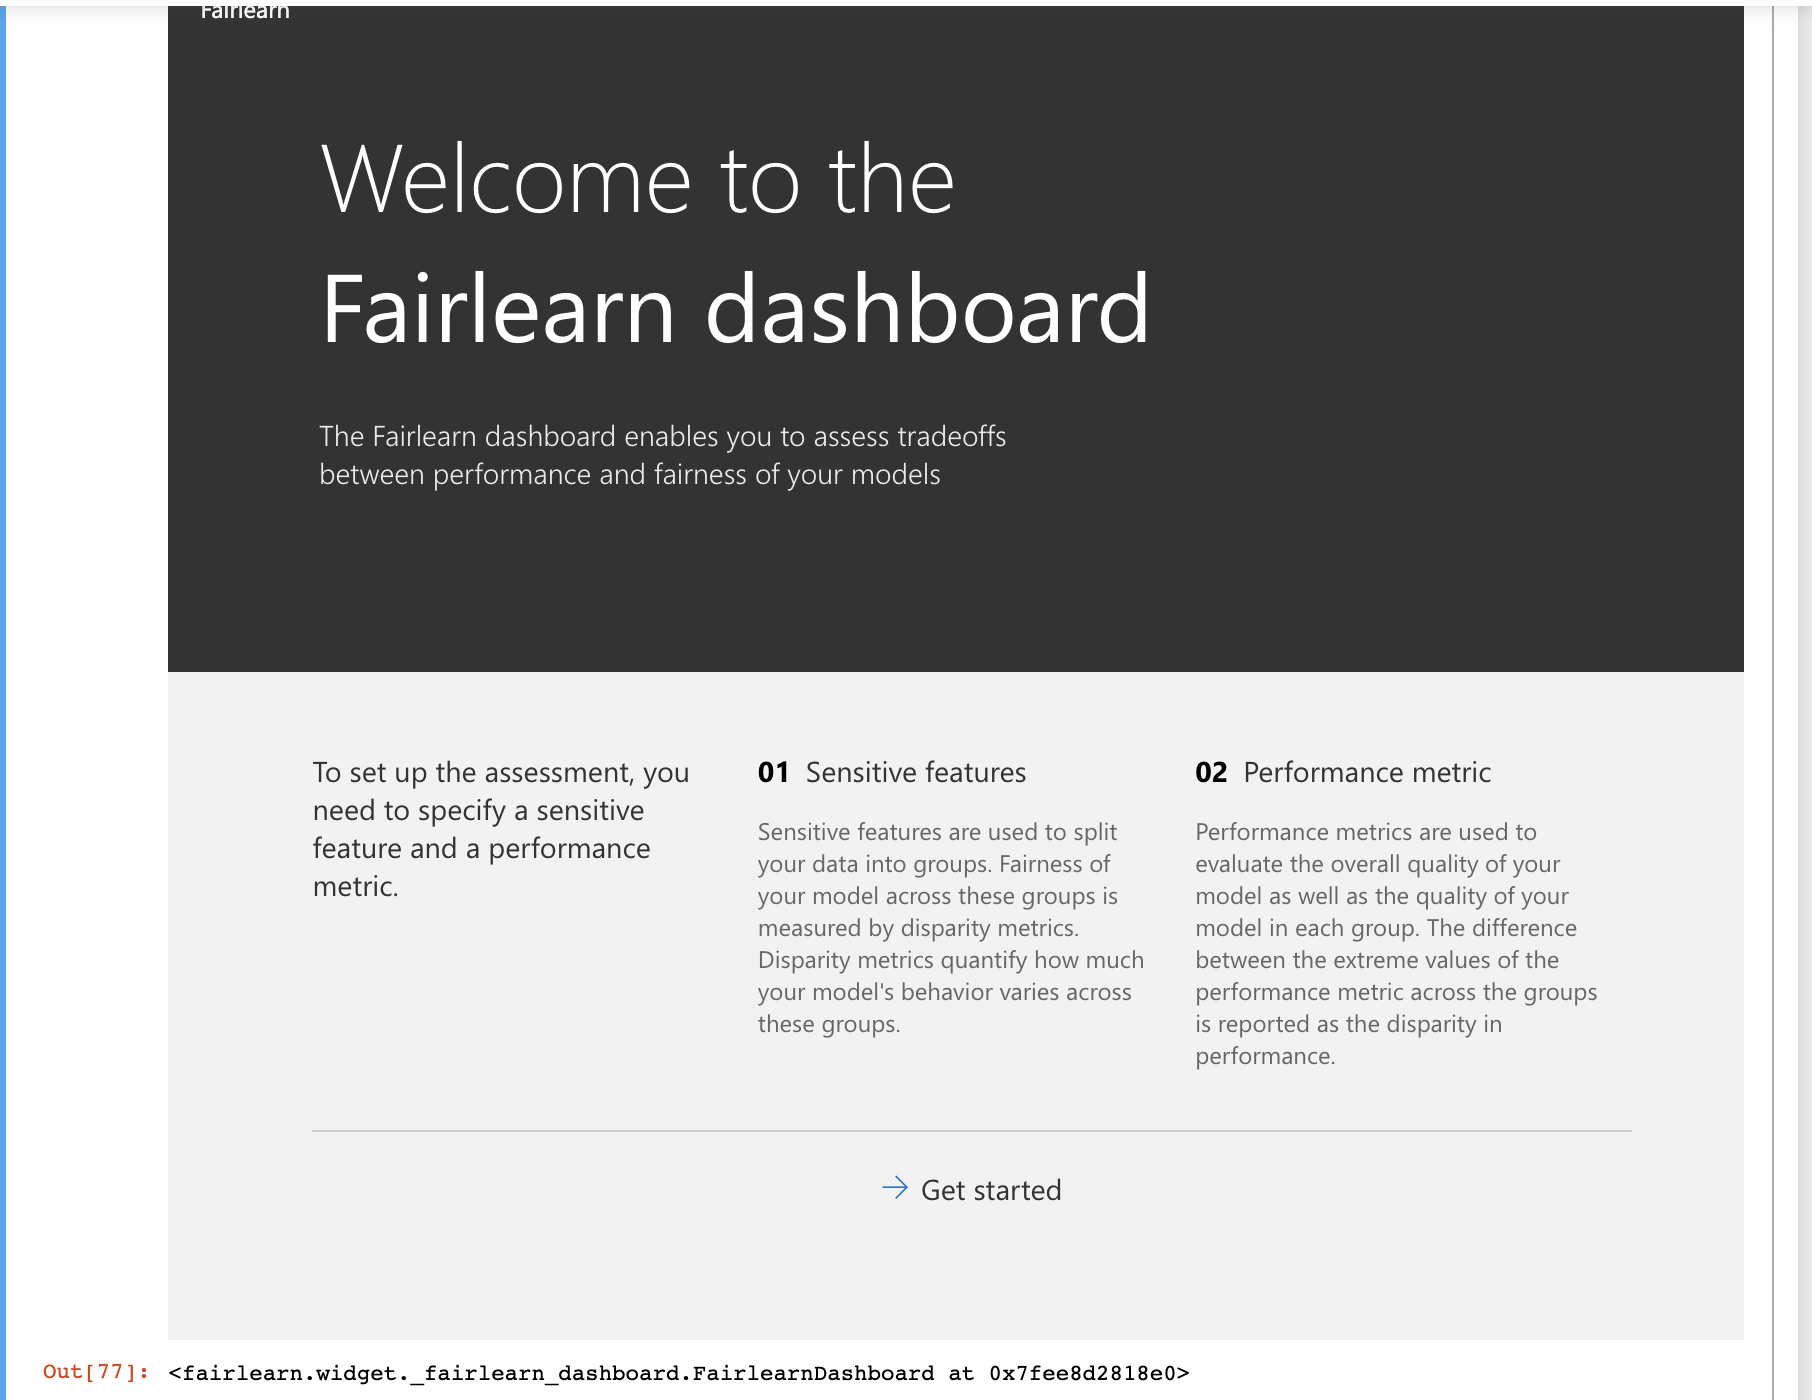 Fairlearn
Welcome to the
Fairlearn dashboard
The Fairlearn dashboard enables you to assess tradeoffs
between performance and fairness of your models
To set up the assessment, you
need to specify a sensitive
feature and a performance
metric.
01 Sensitive features
Sensitive features are used to split
your data into groups. Fairness of
your model across these groups is
measured by disparity metrics.
Disparity metrics quantify how much
your model's behavior varies across
these groups.
02 Performance metric
Performance metrics are used to
evaluate the overall quality of your
model as well as the quality of your
model in each group. The difference
between the extreme values of the
performance metric across the groups
is reported as the disparity in
performance.
Get started
Out[77]: <fairlearn.widget._fairlearn_dashboard.FairlearnDashboard at 0x7fee8d2818e0>